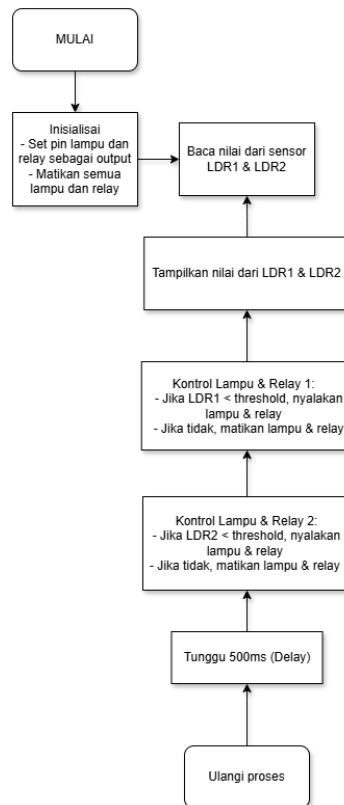 MULAI
Inisialisai
- Set pin lampu dan
relay sebagai output
- Matikan semua
lampu dan relay
Baca nilai dari sensor
LDR1 & LDR2
Tampilkan nilai dari LDR1 & LDR2
Kontrol Lampu & Relay 1:
- Jika LDR1 < threshold, nyalakan
lampu & relay
- Jika tidak, matikan lampu & relay
Kontrol Lampu & Relay 2:
- Jika LDR2 < threshold, nyalakan
lampu & relay
- Jika tidak, matikan lampu & relay
Tunggu 500ms (Delay)
Ulangi proses